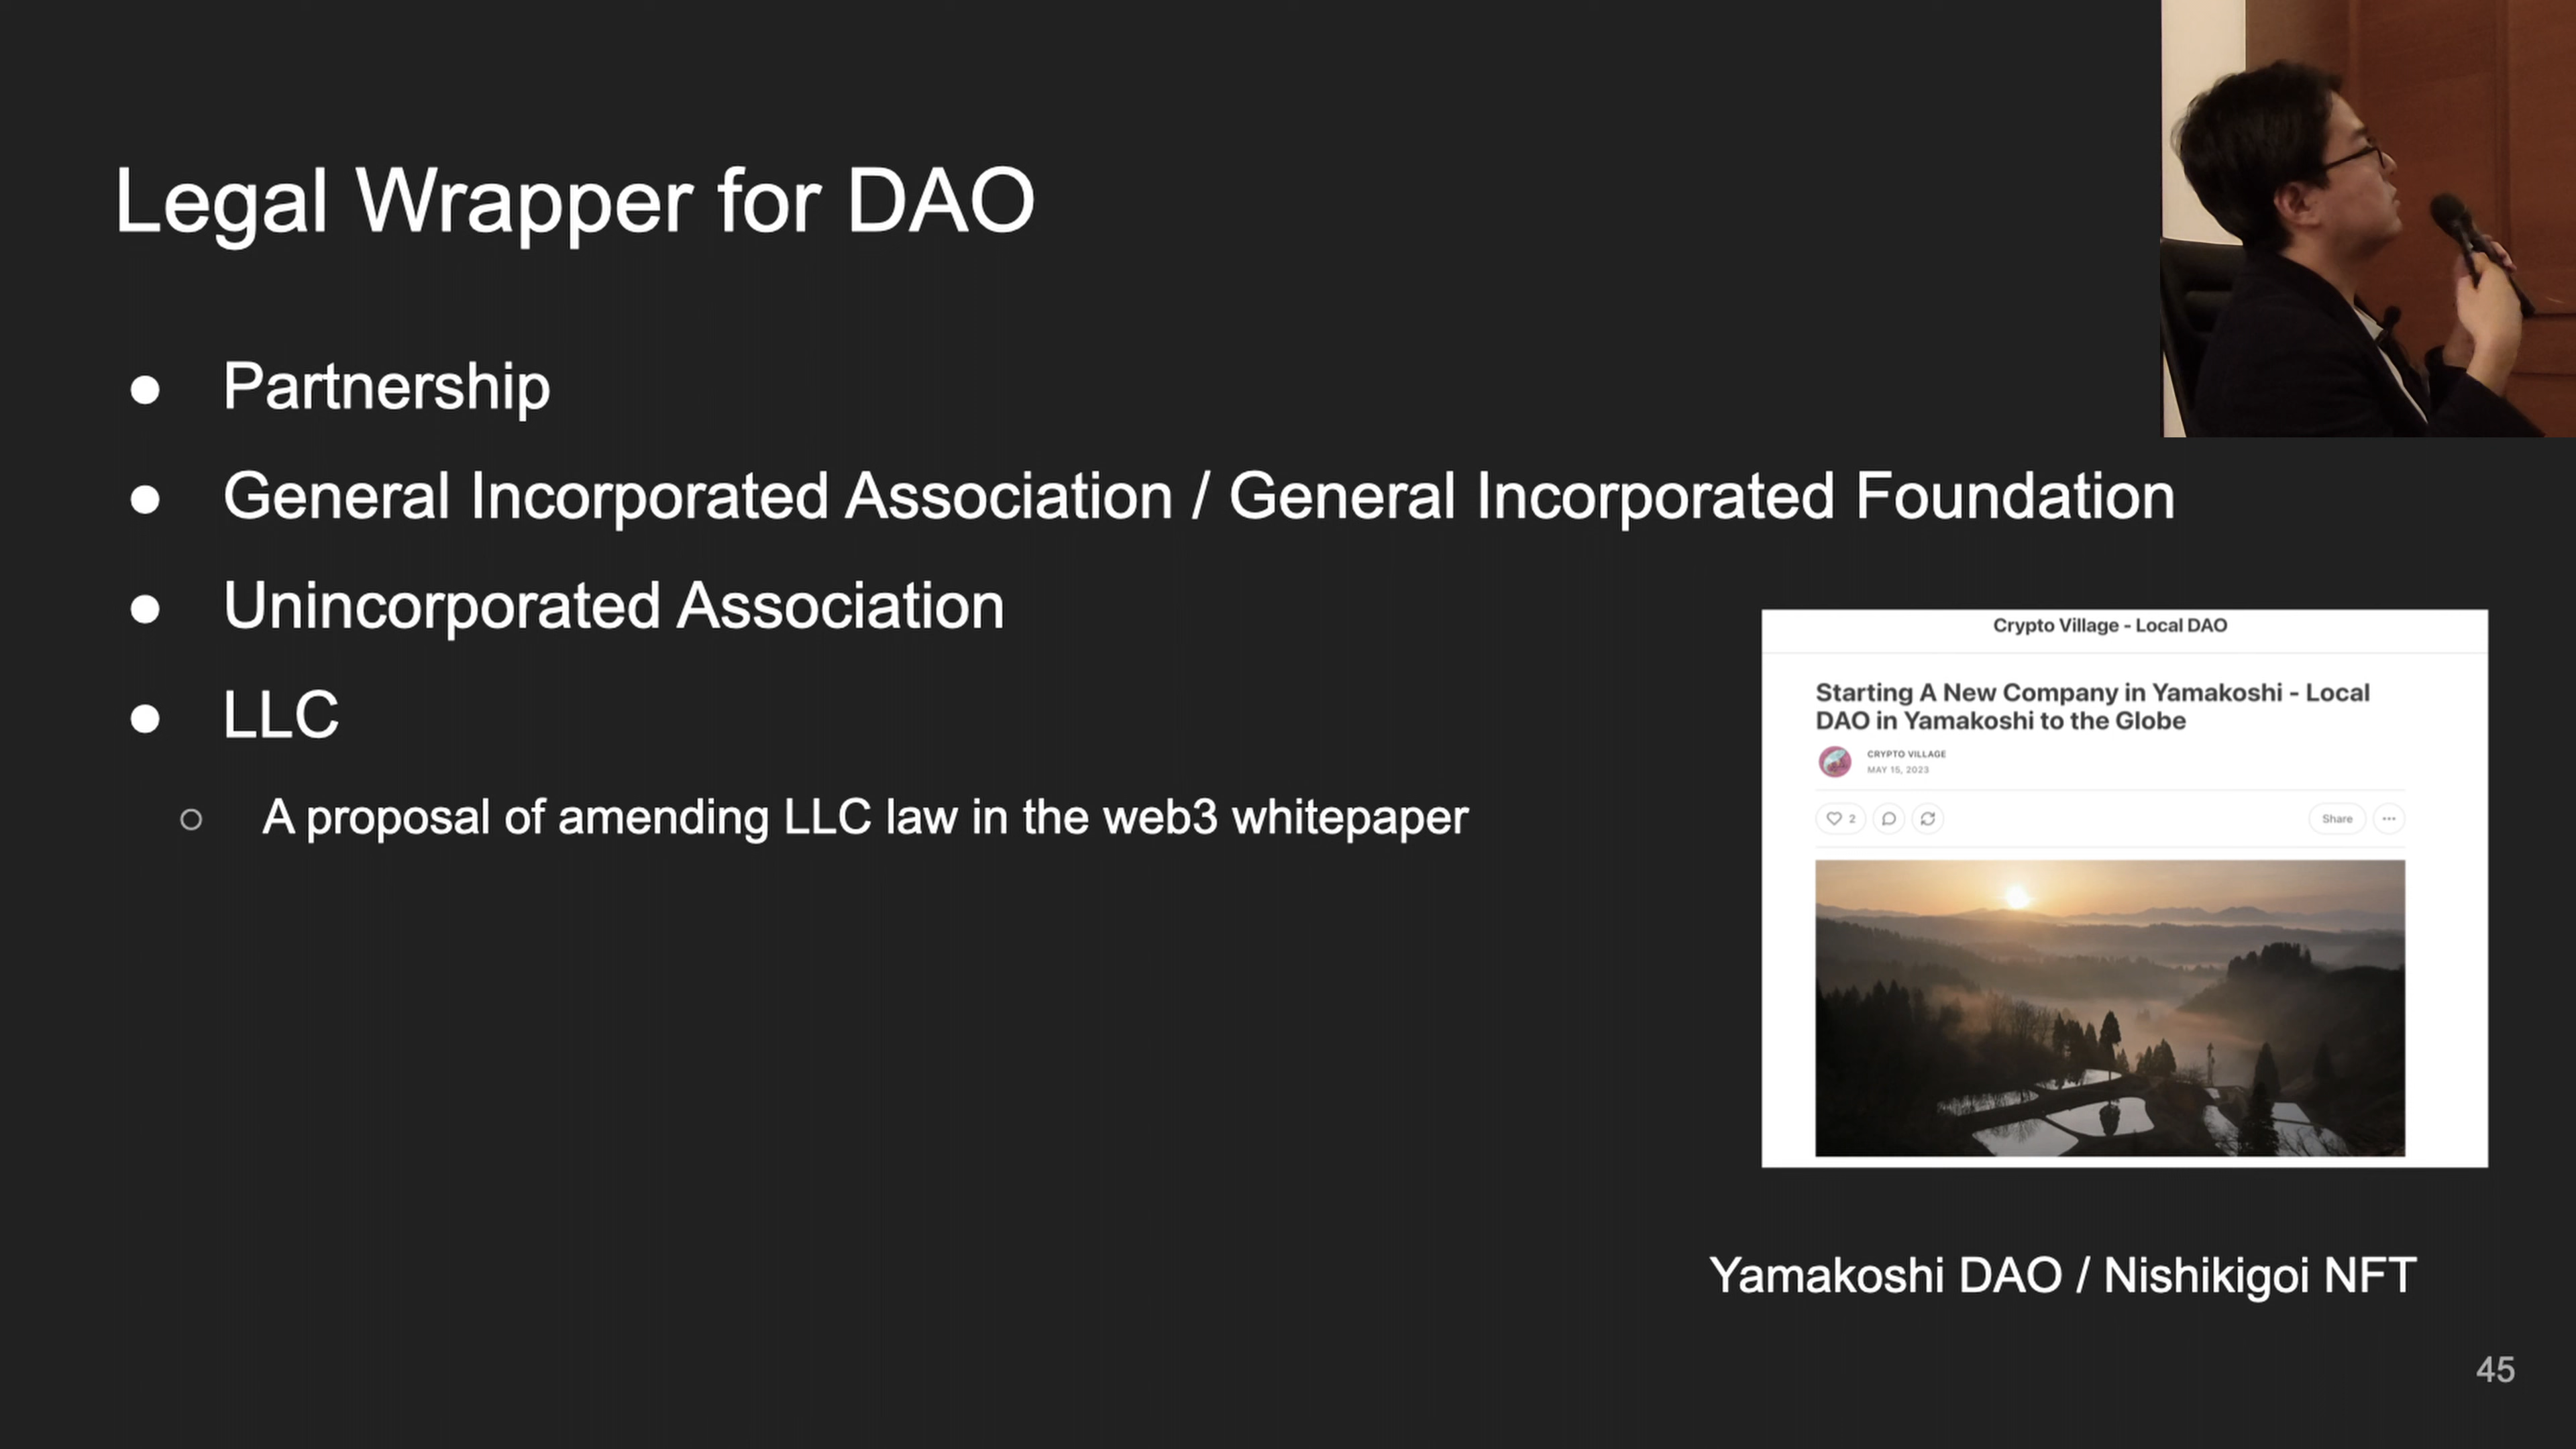 Legal Wrapper for DAO
● Partnership
● General Incorporated Association / General Incorporated Foundation
● Unincorporated Association
● LLC
○ A proposal of amending LLC law in the web3 whitepaper
Crypto Village - Local DAO
Starting A New Company in Yamakoshi - Local
DAO in Yamakoshi to the Globe
CRYPTO VILLAGE
MAY 15, 2023
2
Share
Yamakoshi DAO / Nishikigoi NFT
45